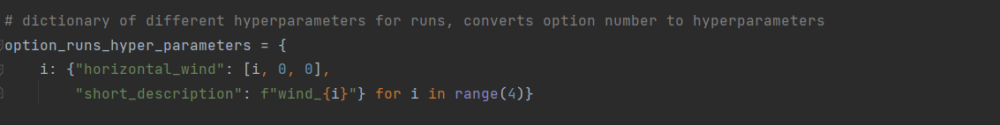 # dictionary of different hyperparameters for runs, converts option number to hyperparameters
option_runs_hyper_parameters = {
    i: {"horizontal_wind": [i, 0, 0],
        "short_description": f"wind_{i}"} for i in range(4)}